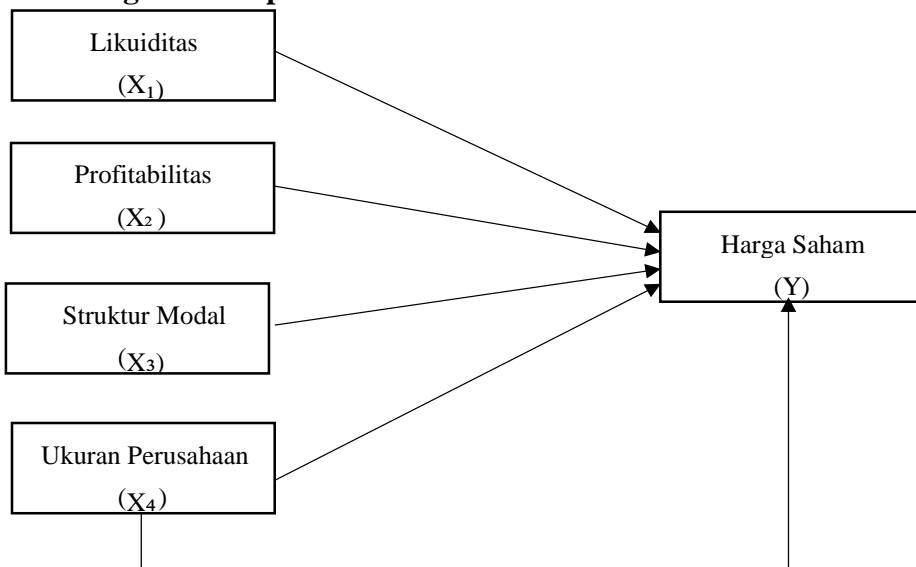 Likuiditas
(X₁)
Profitabilitas
(X₂)
Struktur Modal
(X₃)
Ukuran Perusahaan
(X₄)
Harga Saham
(Y)